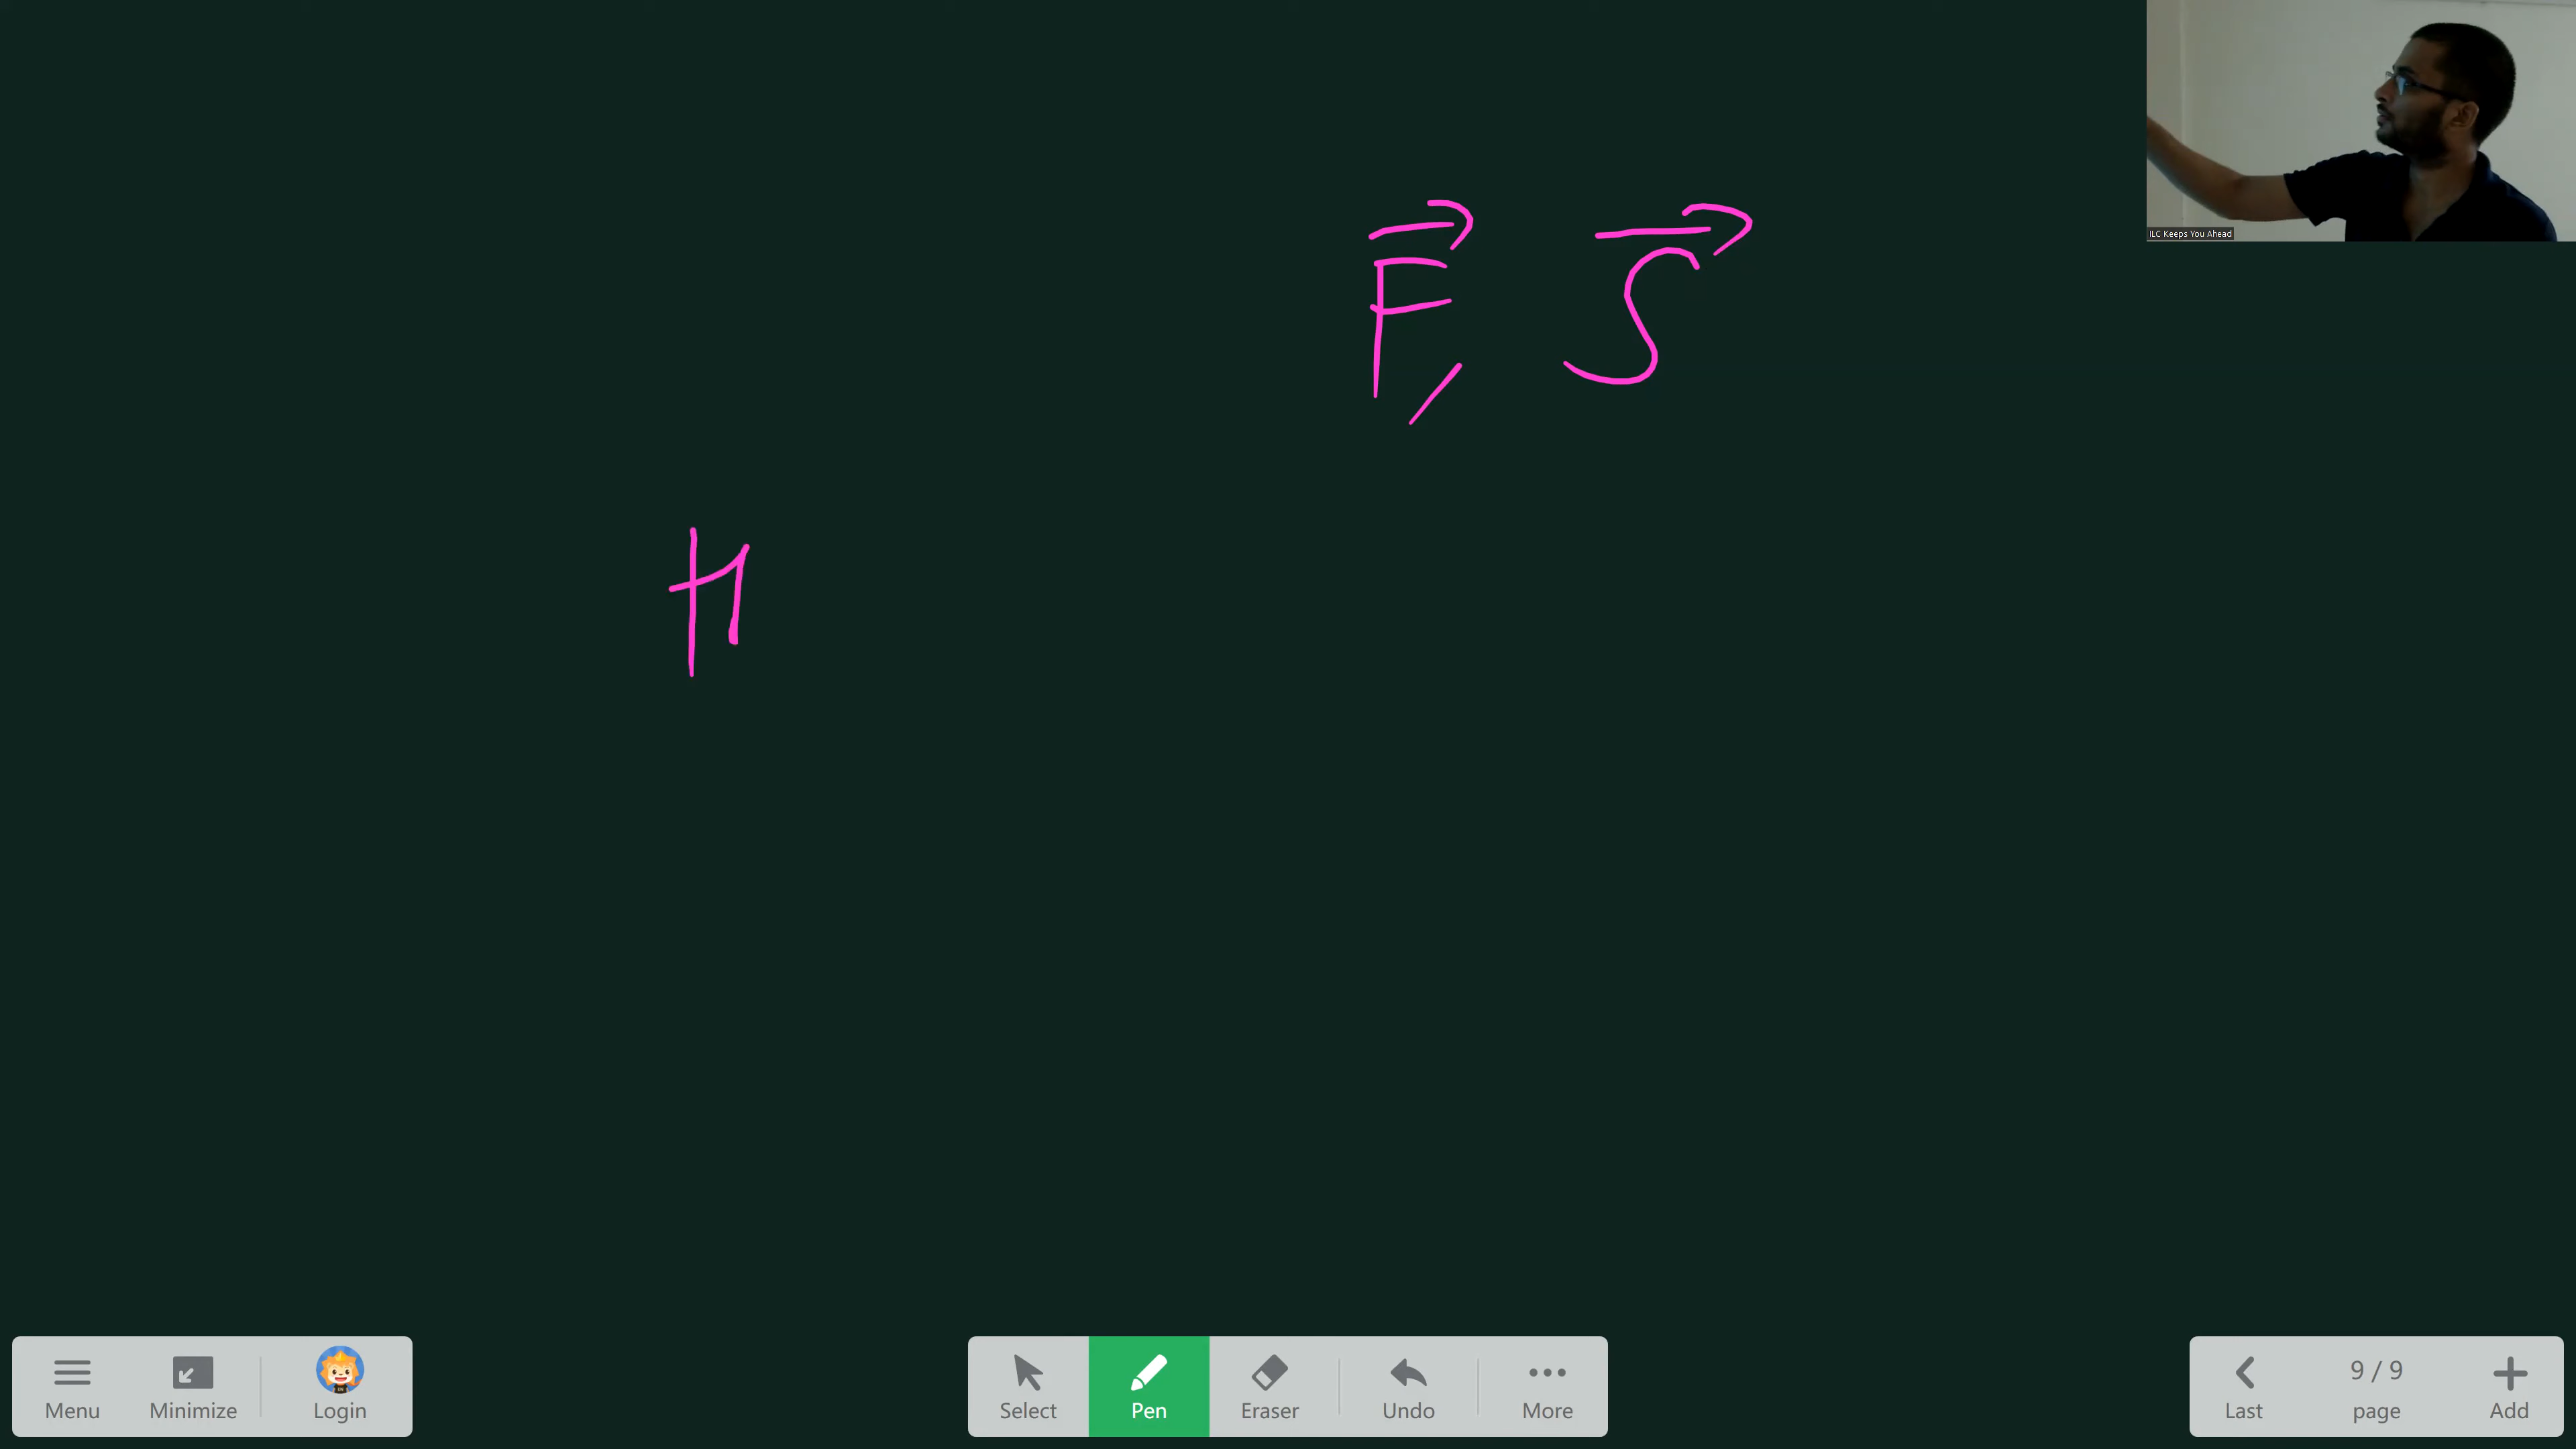 ILC Keeps You Ahead
F⃗, S⃗
H
Menu Minimize Login Select Pen Eraser Undo More Last 9 / 9 page Add